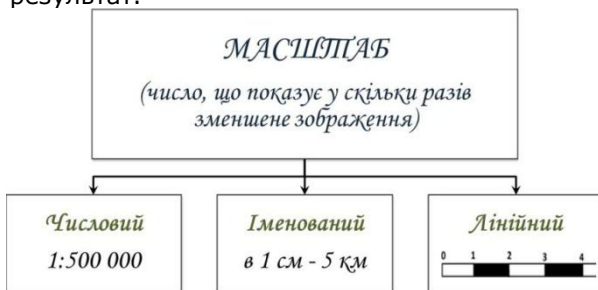 результат.
МАСШТАБ
(число, що показує у скільки разів
зменшене зображення)
Числовий
1:500 000
Іменований
в 1 см - 5 км
Лінійний
0 1 2 3 4